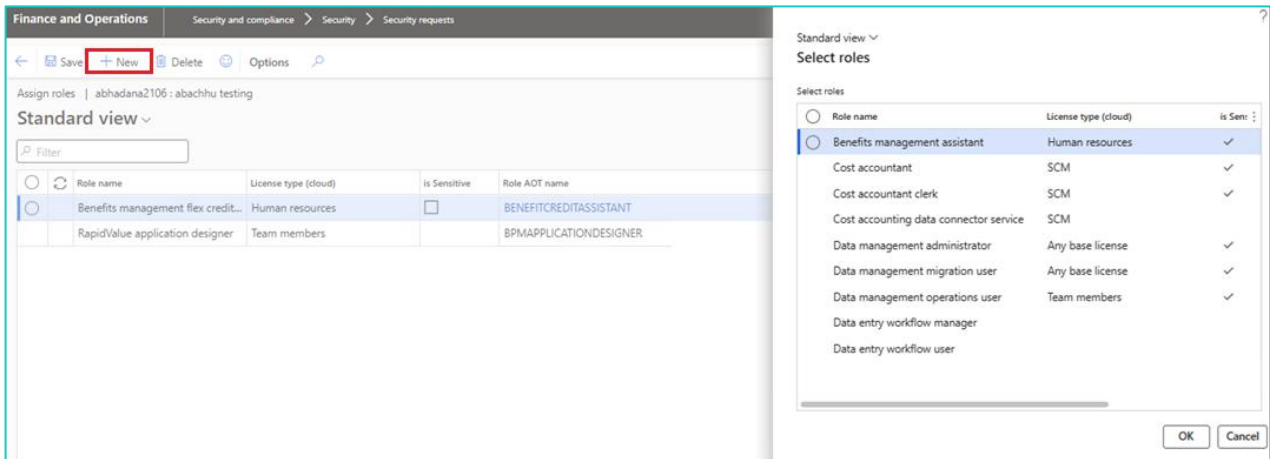 Finance and Operations Security and compliance > Security > Security requests
Save + New Delete Options
Assign roles | abhadana2106 : abachhu testing
Standard view
Filter
Role name License type (cloud) is Sensitive Role AOT name
Benefits management flex credit... Human resources BENEFITCREDITASSISTANT
RapidValue application designer Team members BPMAPPLICATIONDESIGNER
?
Standard view
Select roles
Select roles
Role name License type (cloud) is Sens
Benefits management assistant Human resources
Cost accountant SCM
Cost accountant clerk SCM
Cost accounting data connector service SCM
Data management administrator Any base license
Data management migration user Any base license
Data management operations user Team members
Data entry workflow manager
Data entry workflow user
OK Cancel